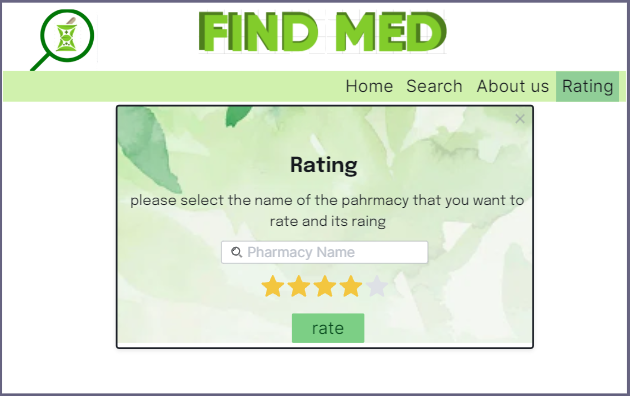 FIND MED
Home Search About us Rating
Rating
please select the name of the pahrmacy that you want to
rate and its raing
Pharmacy Name
rate